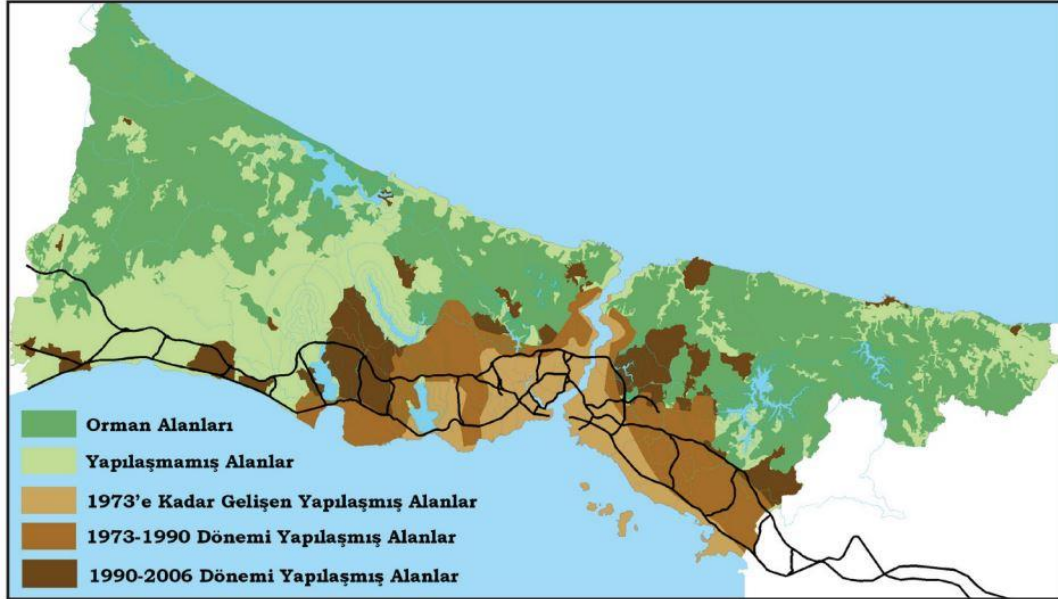 Orman Alanları
Yapılaşmamış Alanlar
1973'e Kadar Gelişen Yapılaşmış Alanlar
1973-1990 Dönemi Yapılaşmış Alanlar
1990-2006 Dönemi Yapılaşmış Alanlar